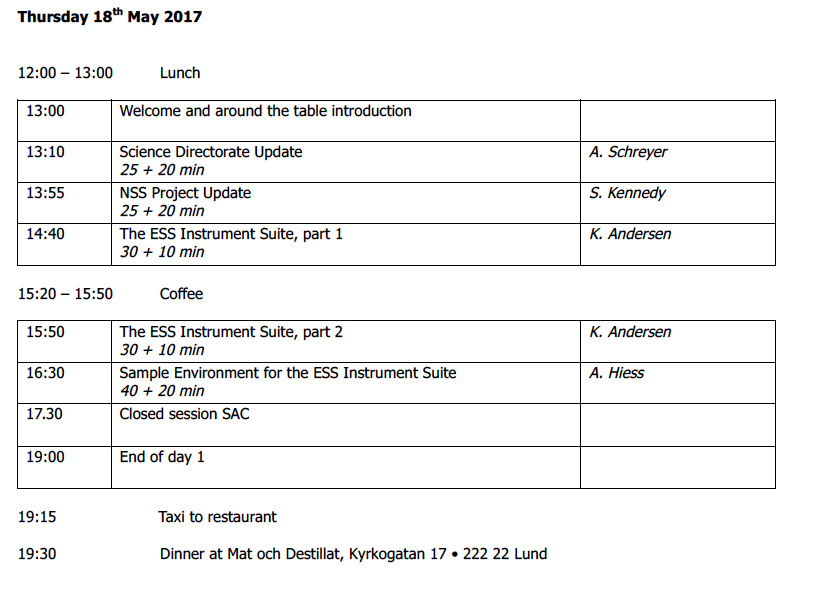 Thursday 18th May 2017
12:00 – 13:00 Lunch
13:00 Welcome and around the table introduction
13:10 Science Directorate Update A. Schreyer
25 + 20 min
13:55 NSS Project Update S. Kennedy
25 + 20 min
14:40 The ESS Instrument Suite, part 1 K. Andersen
30 + 10 min
15:20 – 15:50 Coffee
15:50 The ESS Instrument Suite, part 2 K. Andersen
30 + 10 min
16:30 Sample Environment for the ESS Instrument Suite A. Hiess
40 + 20 min
17.30 Closed session SAC
19:00 End of day 1
19:15 Taxi to restaurant
19:30 Dinner at Mat och Destillat, Kyrkogatan 17 • 222 22 Lund